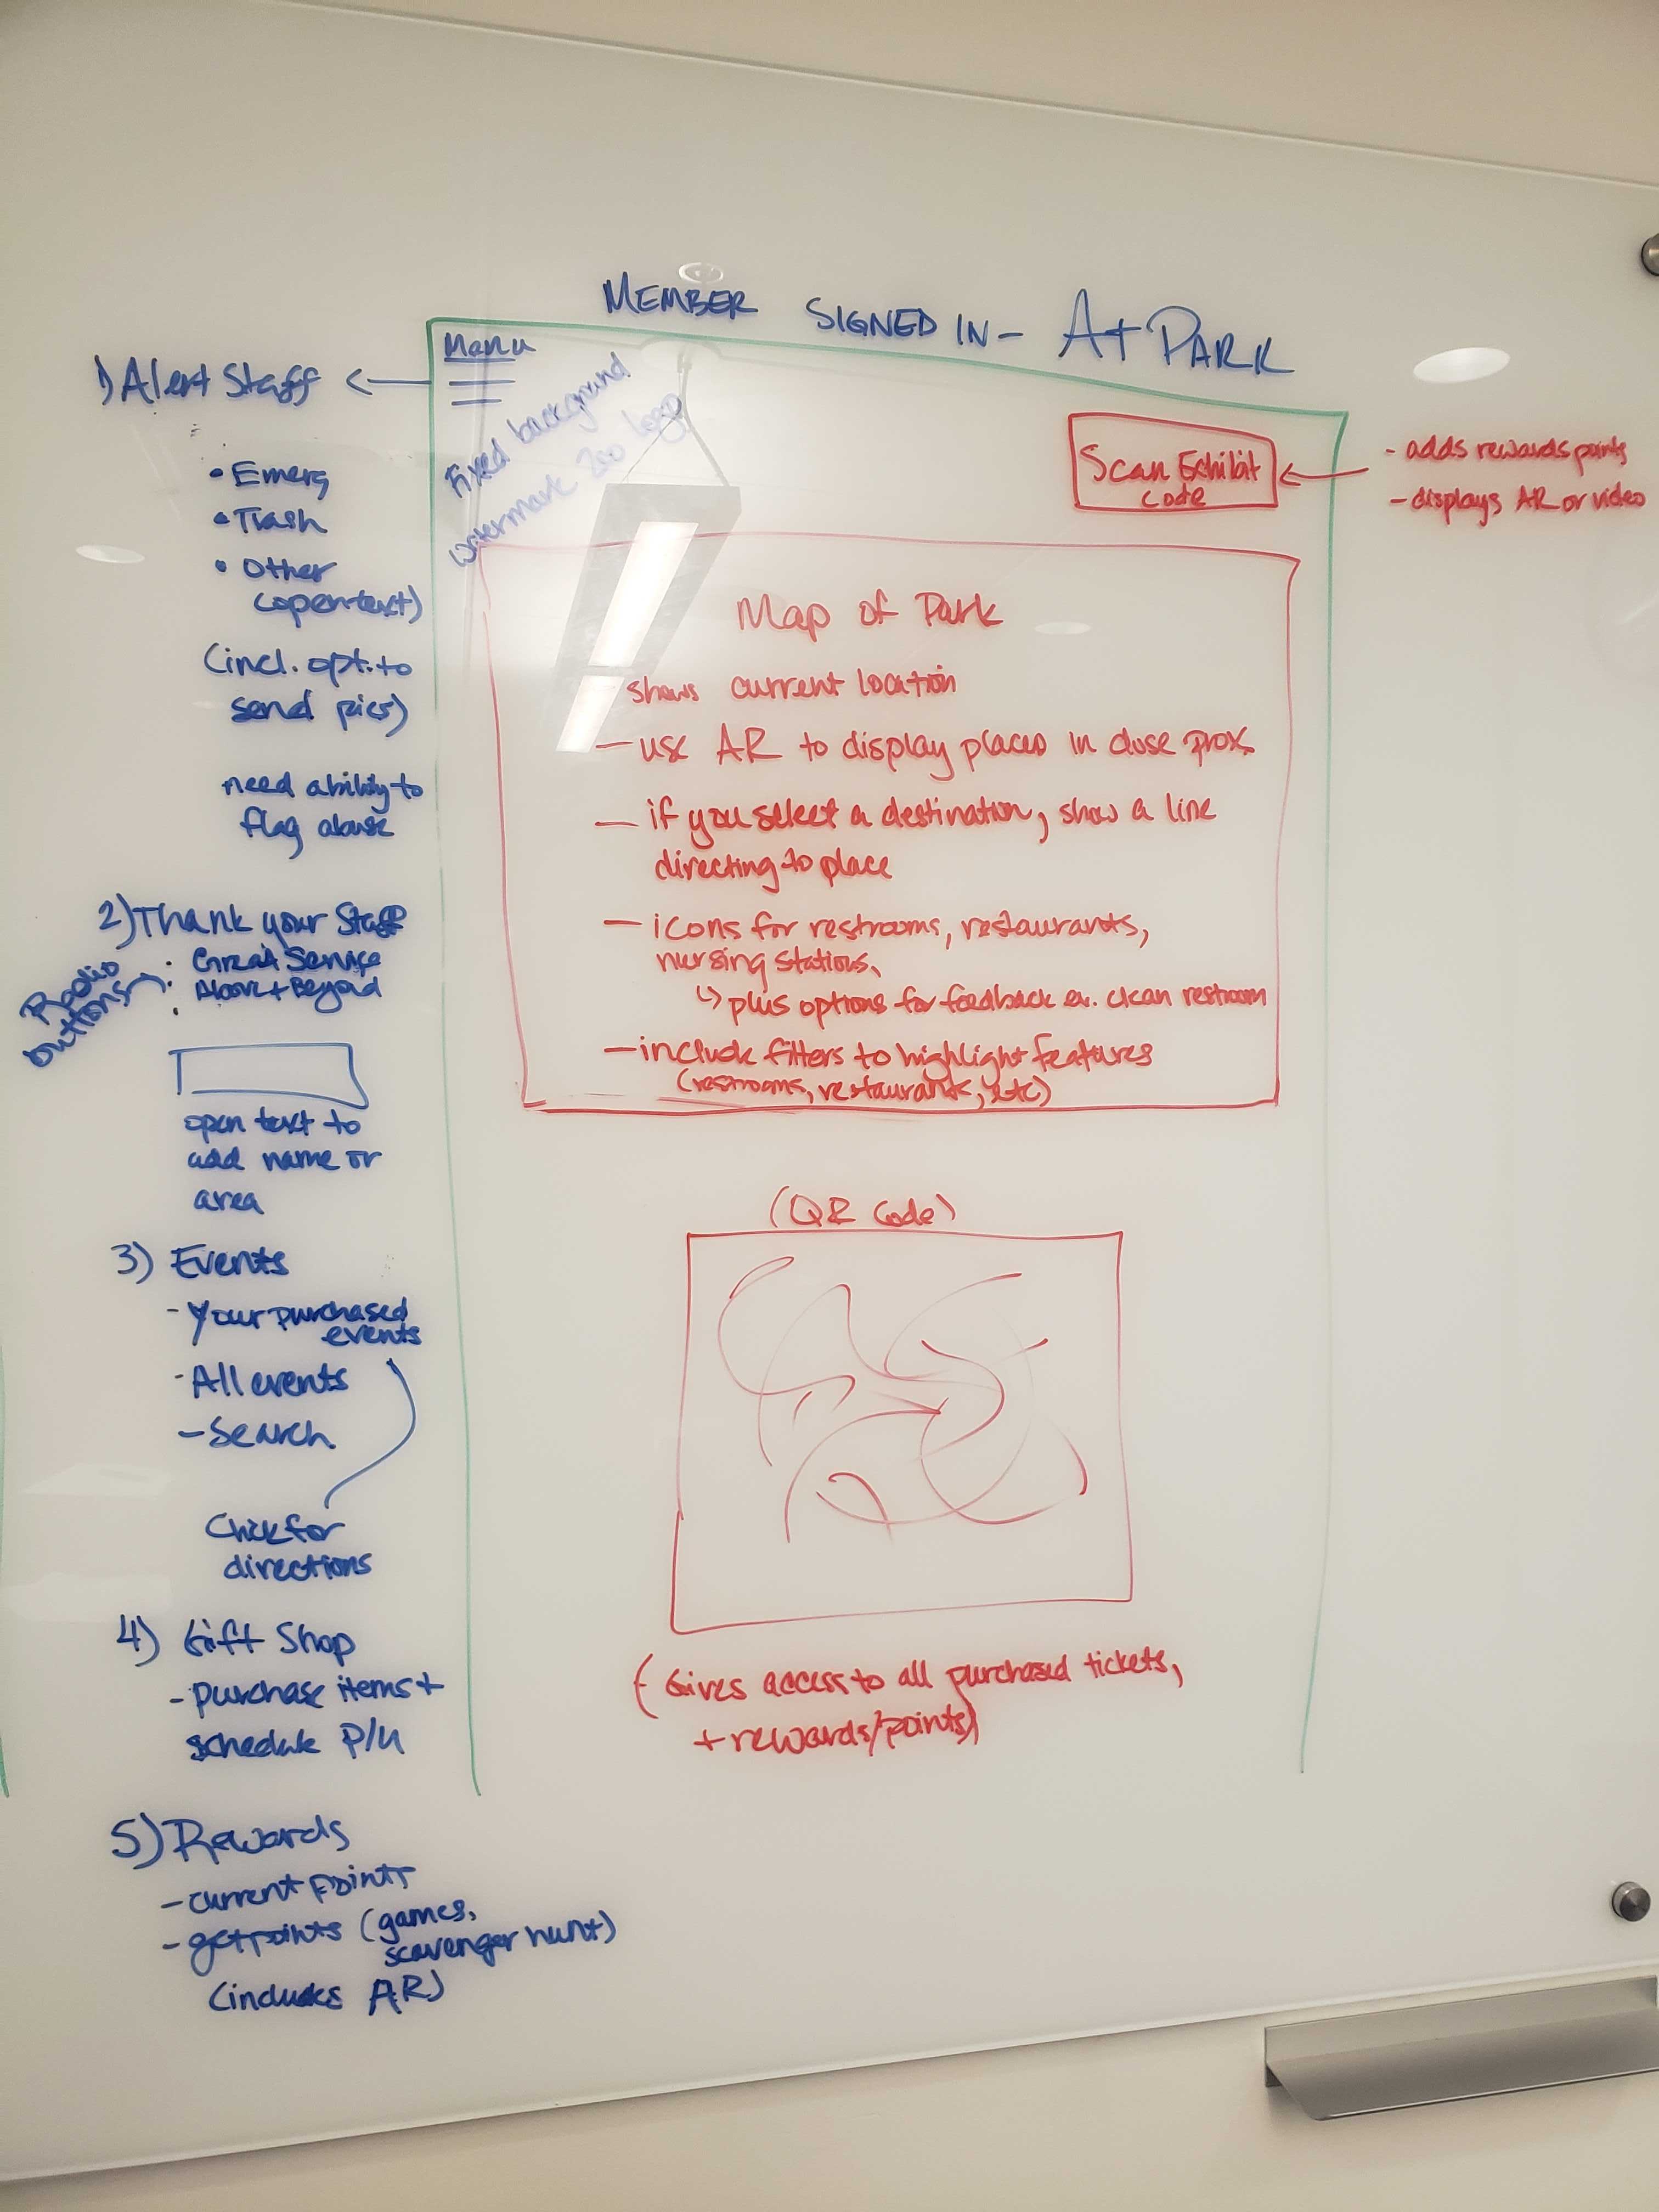 MEMBER SIGNED IN - At PARK
Menu
Fixed background
watermark zoo logo
Scan Exhibit
code
- adds rewards points
- displays AR or video
Map of Park
shows current location
- use AR to display places in close prox.
- if you select a destination, show a line
directing to place
- icons for restrooms, restaurants,
nursing stations,
↳ plus options for feedback ex. clean restroom
- include filters to highlight features
(restrooms, restaurants, etc)
(QR Code)
(Gives access to all purchased tickets,
+ rewards/points)
1) Alert Staff
• Emerg
• Trash
• Other
(open text)
(incl. opt. to
send pics)
need ability to
flag abuse
2) Thank your Staff
Radio
buttons
• Great Service
• Above + Beyond
•
open text to
add name or
area
3) Events
- Your purchased
events
- All events
- Search
Click for
directions
4) Gift Shop
- purchase items +
schedule P/U
5) Rewards
- current points
- get points (games,
scavenger hunt)
(includes AR)